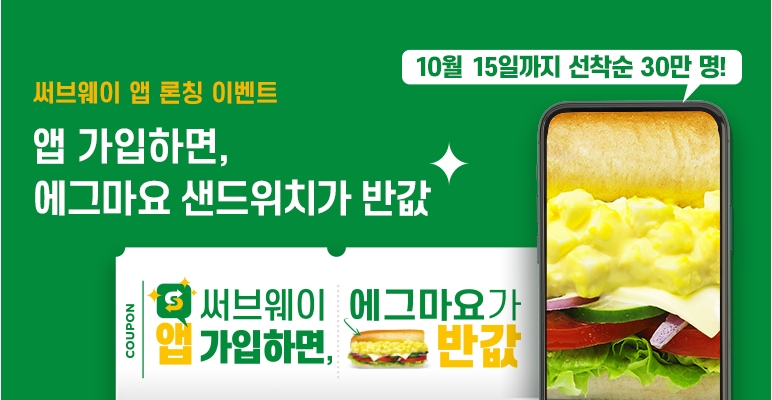 10월 15일까지 선착순 30만 명!
써브웨이 앱 론칭 이벤트
앱 가입하면,
에그마요 샌드위치가 반값
COUPON
써브웨이
앱 가입하면,
에그마요가
반값